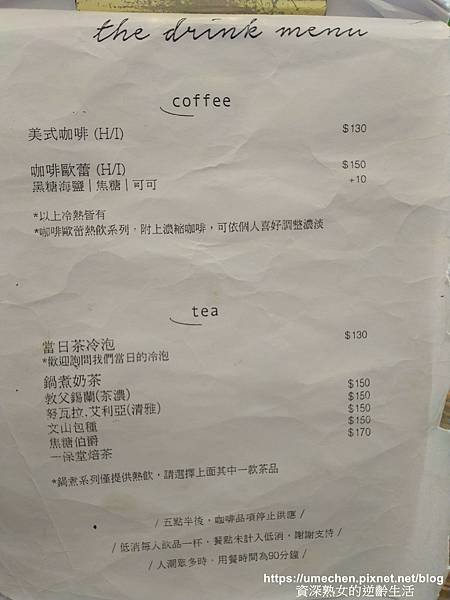 the drink menu
coffee
美式咖啡 (H/I) $130
咖啡歐蕾 (H/I) $150
黑糖海鹽｜焦糖｜可可 +10
*以上冷熱皆有
*咖啡歐蕾熱飲系列，附上濃縮咖啡，可依個人喜好調整濃淡
tea
當日茶冷泡 $130
*歡迎詢問我們當日的冷泡
鍋煮奶茶
教父錫蘭(茶濃) $150
努瓦拉.艾利亞(清雅) $150
文山包種 $150
焦糖伯爵 $150
一保堂焙茶 $170
*鍋煮系列僅提供熱飲，請選擇上面其中一款茶品
/ 五點半後，咖啡品項停止供應 /
/ 低消每人飲品一杯，餐點未計入低消，謝謝支持 /
/ 人潮眾多時，用餐時間為90分鐘 /
https://umechen.pixnet.net/blog
資深熟女的逆齡生活